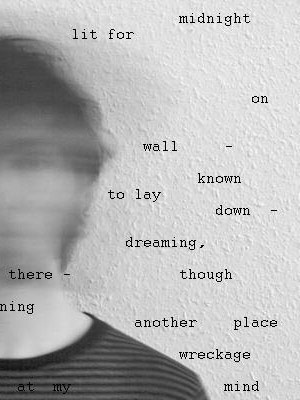 midnight
lit for
on
wall -
known
to lay
down -
dreaming,
there - though
ning
another place
wreckage
at my mind